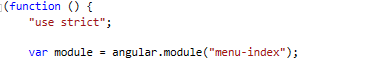 (function () {
    "use strict";
    var module = angular.module("menu-index");